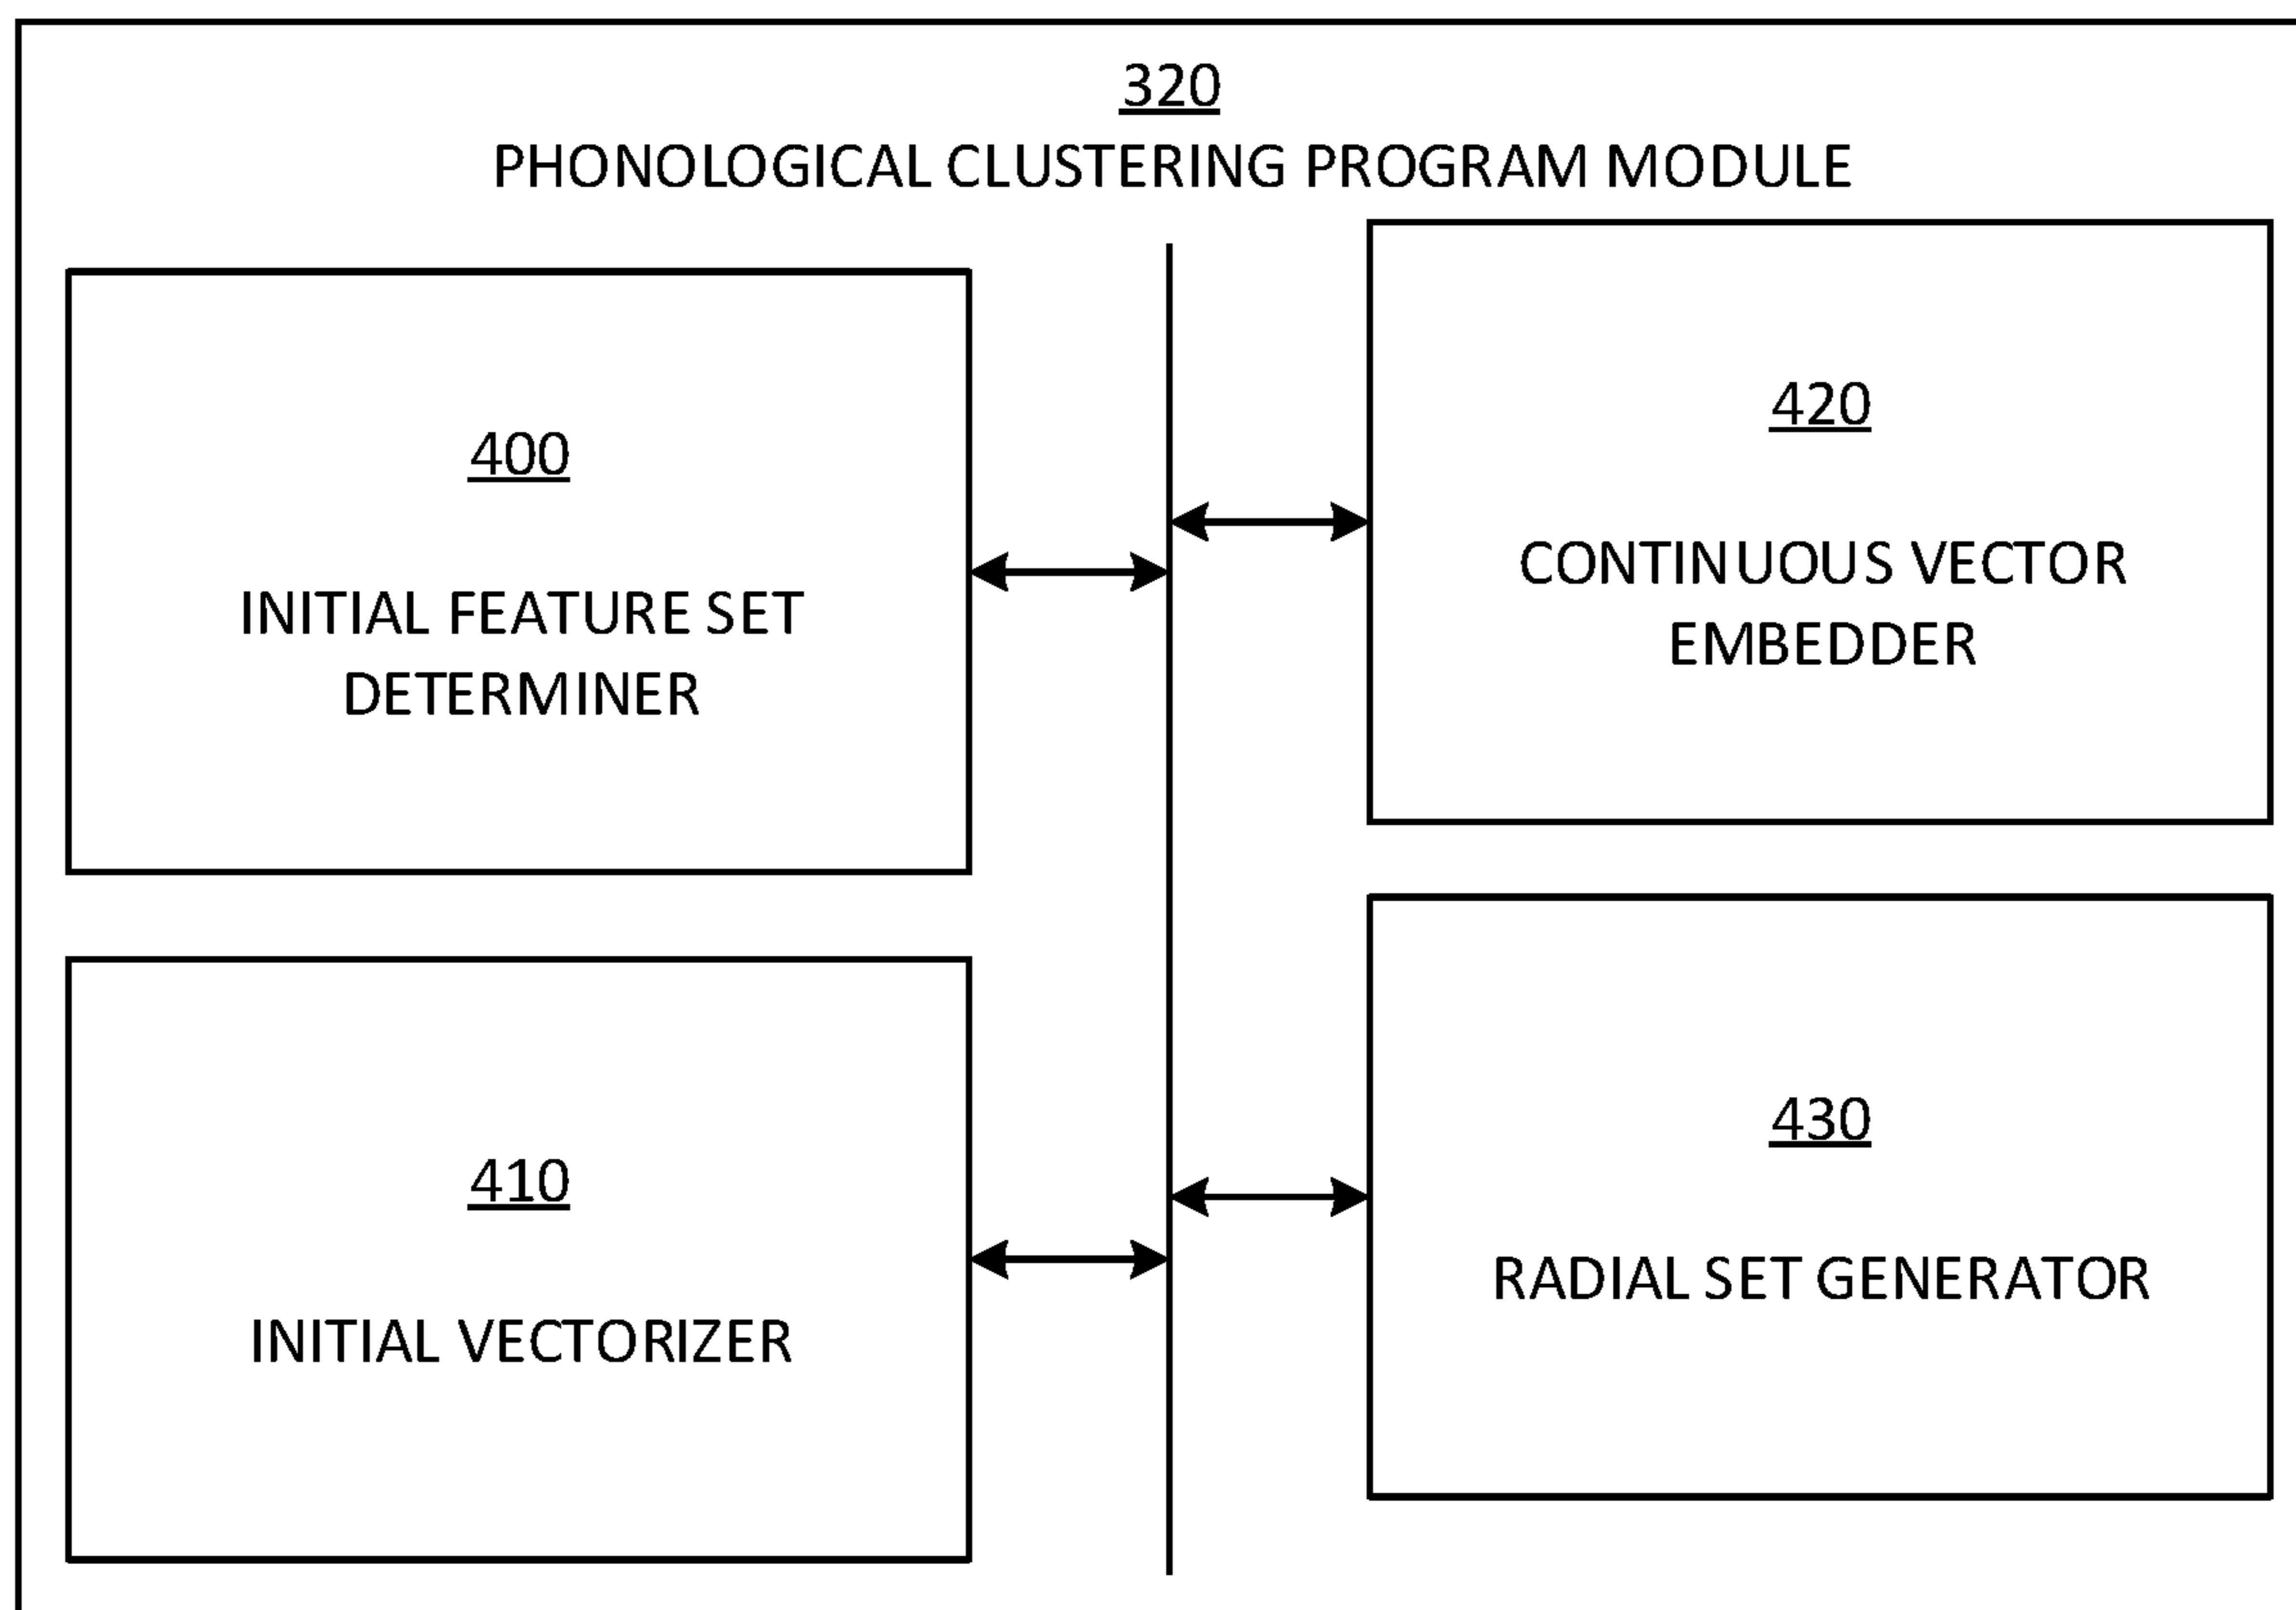 320
PHONOLOGICAL CLUSTERING PROGRAM MODULE
400
INITIAL FEATURE SET
DETERMINER
410
INITIAL VECTORIZER
420
CONTINUOUS VECTOR
EMBEDDER
430
RADIAL SET GENERATOR